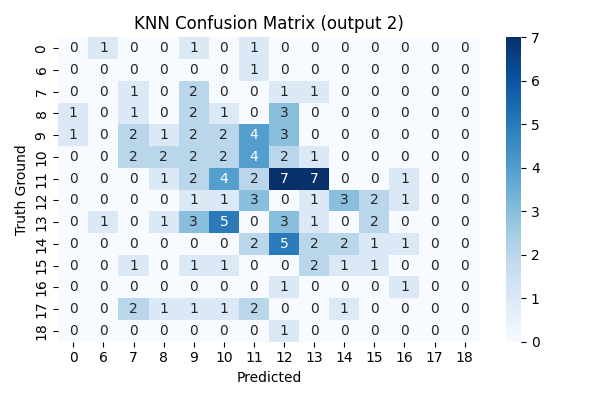 KNN Confusion Matrix (output 2)
0 0 1 0 0 1 0 1 0 0 0 0 0 0 0
6 0 0 0 0 0 0 1 0 0 0 0 0 0 0
7 0 0 1 0 2 0 0 1 1 0 0 0 0 0
8 1 0 1 0 2 1 0 3 0 0 0 0 0 0
9 1 0 2 1 2 2 4 3 0 0 0 0 0 0
10 0 0 2 2 2 2 4 2 1 0 0 0 0 0
11 0 0 0 1 2 4 2 7 7 0 0 1 0 0
12 0 0 0 0 1 1 3 0 1 3 2 1 0 0
13 0 1 0 1 3 5 0 3 1 0 2 0 0 0
14 0 0 0 0 0 0 2 5 2 2 1 1 0 0
15 0 0 1 0 1 1 0 0 2 1 1 0 0 0
16 0 0 0 0 0 0 0 1 0 0 0 1 0 0
17 0 0 2 1 1 1 2 0 0 1 0 0 0 0
18 0 0 0 0 0 0 0 1 0 0 0 0 0 0
0 6 7 8 9 10 11 12 13 14 15 16 17 18
Predicted
Truth Ground
7
6
5
4
3
2
1
0